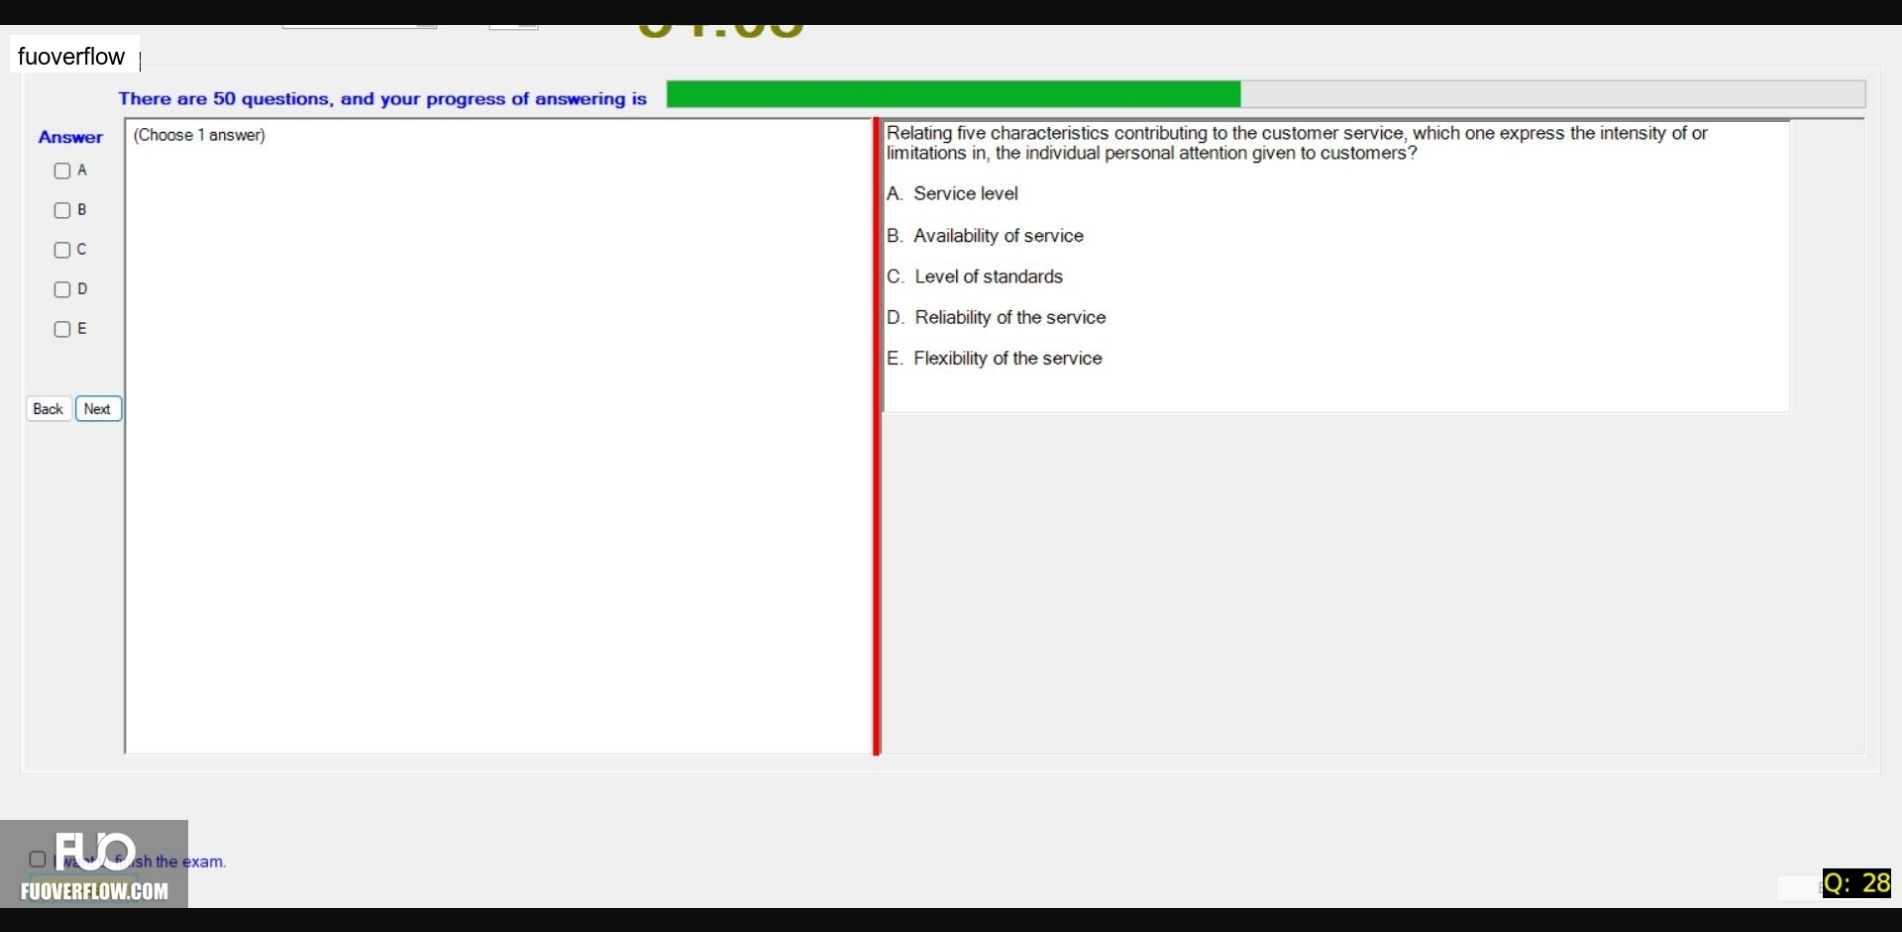 fuoverflow
There are 50 questions, and your progress of answering is
Answer
(Choose 1 answer)
A
B
C
D
E
Back Next
Relating five characteristics contributing to the customer service, which one express the intensity of or
limitations in, the individual personal attention given to customers?
A. Service level
B. Availability of service
C. Level of standards
D. Reliability of the service
E. Flexibility of the service
FUO
the exam.
FUOVERFLOW.COM
Q: 28